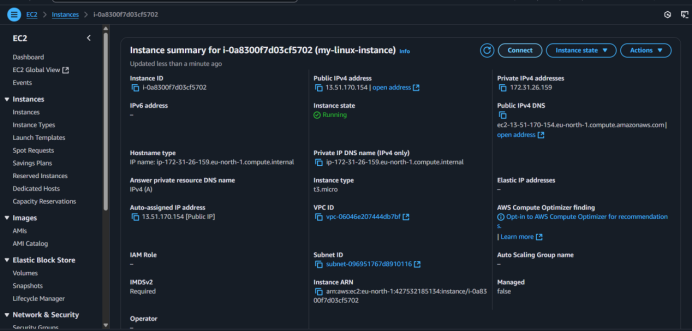 EC2 > Instances > i-0a8300f7d03cf5702
EC2
Dashboard
EC2 Global View
Events
Instances
Instances
Instance Types
Launch Templates
Spot Requests
Savings Plans
Reserved Instances
Dedicated Hosts
Capacity Reservations
Images
AMIs
AMI Catalog
Elastic Block Store
Volumes
Snapshots
Lifecycle Manager
Network & Security
Security Groups
Instance summary for i-0a8300f7d03cf5702 (my-linux-instance) Info
Connect
Instance state
Actions
Updated less than a minute ago
Instance ID
i-0a8300f7d03cf5702
Public IPv4 address
13.51.170.154 | open address
Private IPv4 addresses
172.31.26.159
IPv6 address
–
Instance state
Running
Public IPv4 DNS
ec2-13-51-170-154.eu-north-1.compute.amazonaws.com |
open address
Hostname type
IP name: ip-172-31-26-159.eu-north-1.compute.internal
Private IP DNS name (IPv4 only)
ip-172-31-26-159.eu-north-1.compute.internal
Answer private resource DNS name
IPv4 (A)
Instance type
t3.micro
Elastic IP addresses
–
Auto-assigned IP address
13.51.170.154 [Public IP]
VPC ID
vpc-06046e207444db7bf
AWS Compute Optimizer finding
Opt-in to AWS Compute Optimizer for recommendation
s.
| Learn more
IAM Role
–
Subnet ID
subnet-096951767d8910116
Auto Scaling Group name
–
IMDSv2
Required
Instance ARN
arn:aws:ec2:eu-north-1:427532185134:instance/i-0a83
00f7d03cf5702
Managed
false
Operator
–